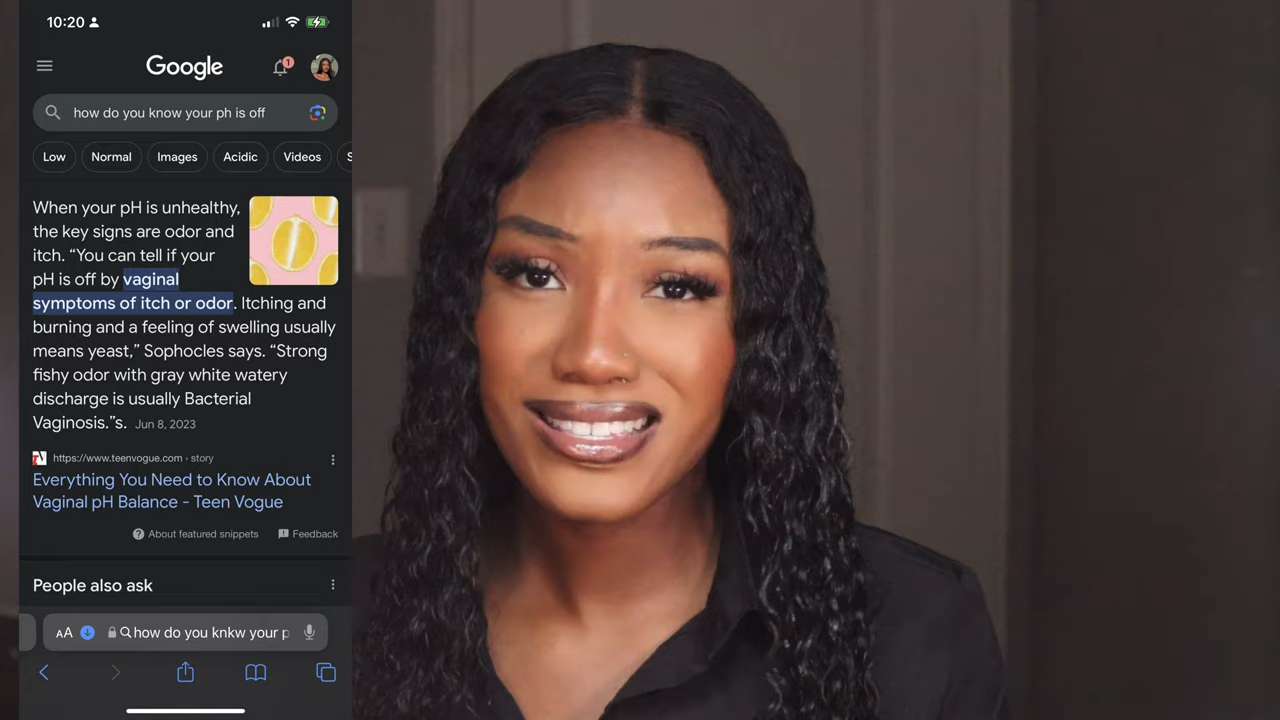 10:20
Google
1
how do you know your ph is off
Low Normal Images Acidic Videos S
When your pH is unhealthy,
the key signs are odor and
itch. “You can tell if your
pH is off by vaginal
symptoms of itch or odor. Itching and
burning and a feeling of swelling usually
means yeast,” Sophocles says. “Strong
fishy odor with gray white watery
discharge is usually Bacterial
Vaginosis.”s. Jun 8, 2023
https://www.teenvogue.com › story
Everything You Need to Know About
Vaginal pH Balance - Teen Vogue
About featured snippets Feedback
People also ask
AA how do you knkw your p